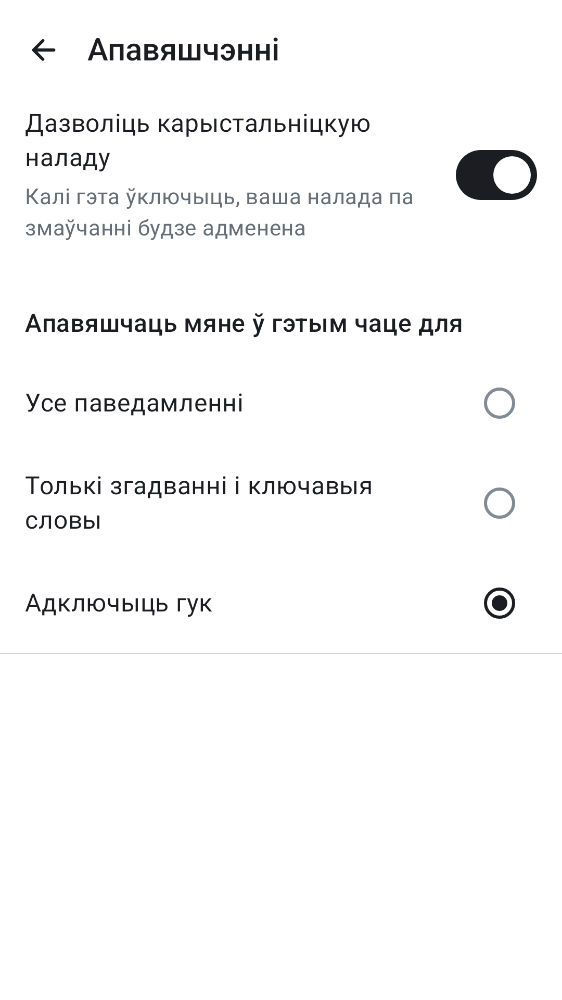 Апавяшчэнні
Дазволіць карыстальніцкую
наладу
Калі гэта ўключыць, ваша налада па
змаўчанні будзе адменена
Апавяшчаць мяне ў гэтым чаце для
Усе паведамленні
Толькі згадванні і ключавыя
словы
Адключыць гук